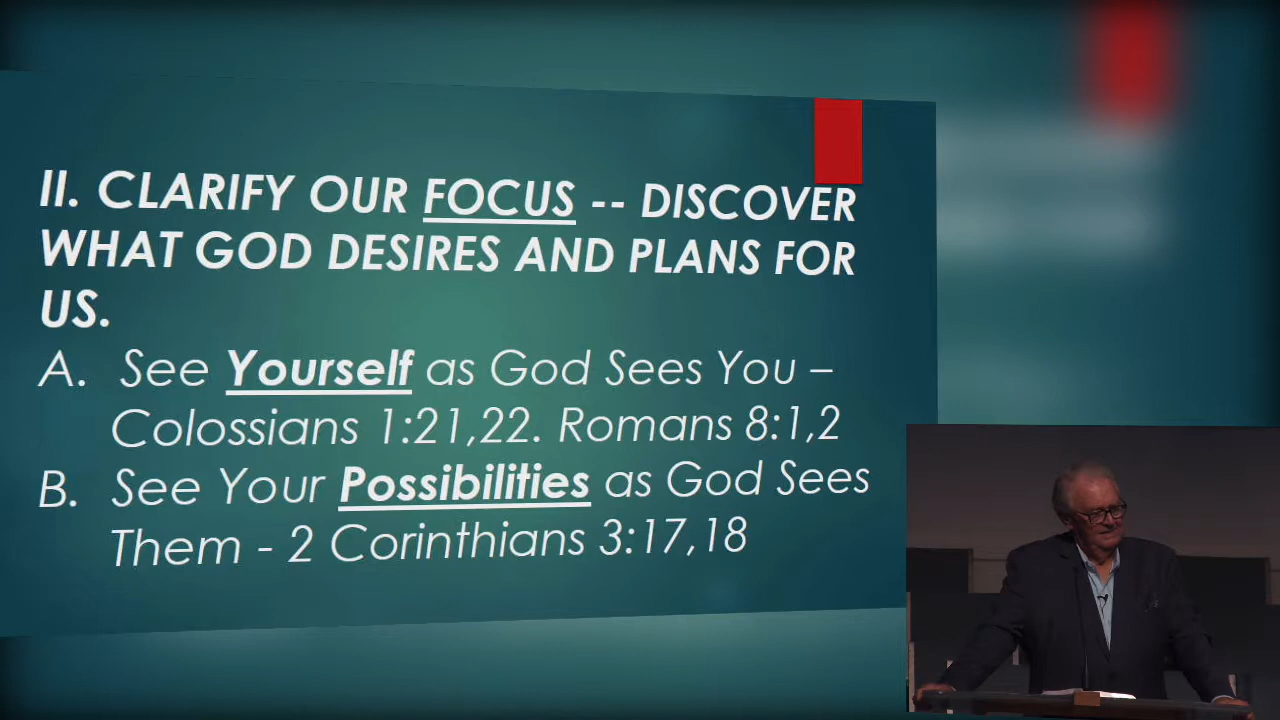 II. CLARIFY OUR FOCUS -- DISCOVER
WHAT GOD DESIRES AND PLANS FOR
US.
A. See Yourself as God Sees You –
Colossians 1:21,22. Romans 8:1,2
B. See Your Possibilities as God Sees
Them - 2 Corinthians 3:17,18